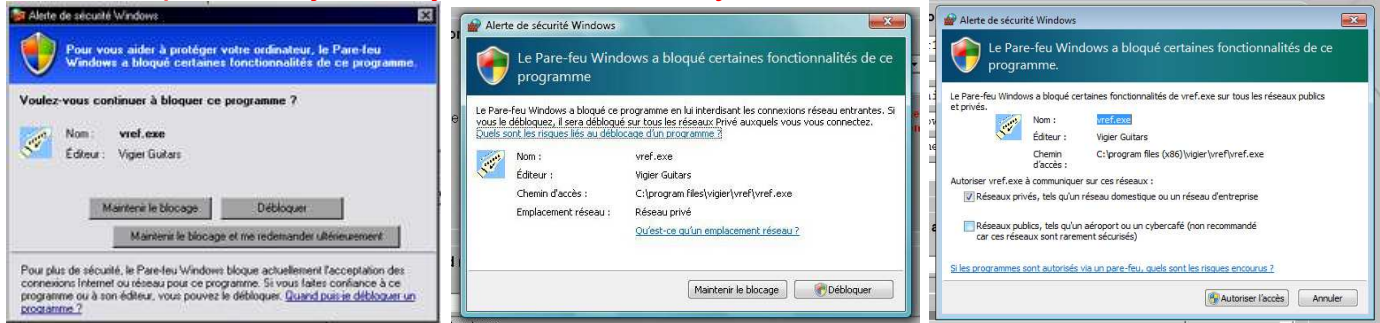 Alerte de sécurité Windows
Pour vous aider à protéger votre ordinateur, le Pare-feu
Windows a bloqué certaines fonctionnalités de ce programme.
Voulez-vous continuer à bloquer ce programme ?
Nom : vref.exe
Éditeur : Vigier Guitars
Maintenir le blocage Débloquer
Maintenir le blocage et me redemander ultérieurement
Pour plus de sécurité, le Pare-feu Windows bloque actuellement l'acceptation des
connexions Internet ou réseau pour ce programme. Si vous faites confiance à ce
programme ou à son éditeur, vous pouvez le débloquer. Quand puis-je débloquer un
programme ?
Alerte de sécurité Windows
Le Pare-feu Windows a bloqué certaines fonctionnalités de ce
programme
Le Pare-feu Windows a bloqué ce programme en lui interdisant les connexions réseau entrantes. Si
vous le débloquez, il sera débloqué sur tous les réseaux Privé auxquels vous vous connectez.
Quels sont les risques liés au déblocage d'un programme ?
Nom : vref.exe
Éditeur : Vigier Guitars
Chemin d'accès : C:\program files\vigier\vref\vref.exe
Emplacement réseau : Réseau privé
Qu'est-ce qu'un emplacement réseau ?
Maintenir le blocage Débloquer
Alerte de sécurité Windows
Le Pare-feu Windows a bloqué certaines fonctionnalités de ce
programme.
Le Pare-feu Windows a bloqué certaines fonctionnalités de vref.exe sur tous les réseaux publics
et privés.
Nom : vref.exe
Éditeur : Vigier Guitars
Chemin C:\program files (x86)\vigier\vref\vref.exe
d'accès :
Autoriser vref.exe à communiquer sur ces réseaux :
Réseaux privés, tels qu'un réseau domestique ou un réseau d'entreprise
Réseaux publics, tels qu'un aéroport ou un cybercafé (non recommandé
car ces réseaux sont rarement sécurisés)
Si les programmes sont autorisés via un pare-feu, quels sont les risques encourus ?
Autoriser l'accès Annuler